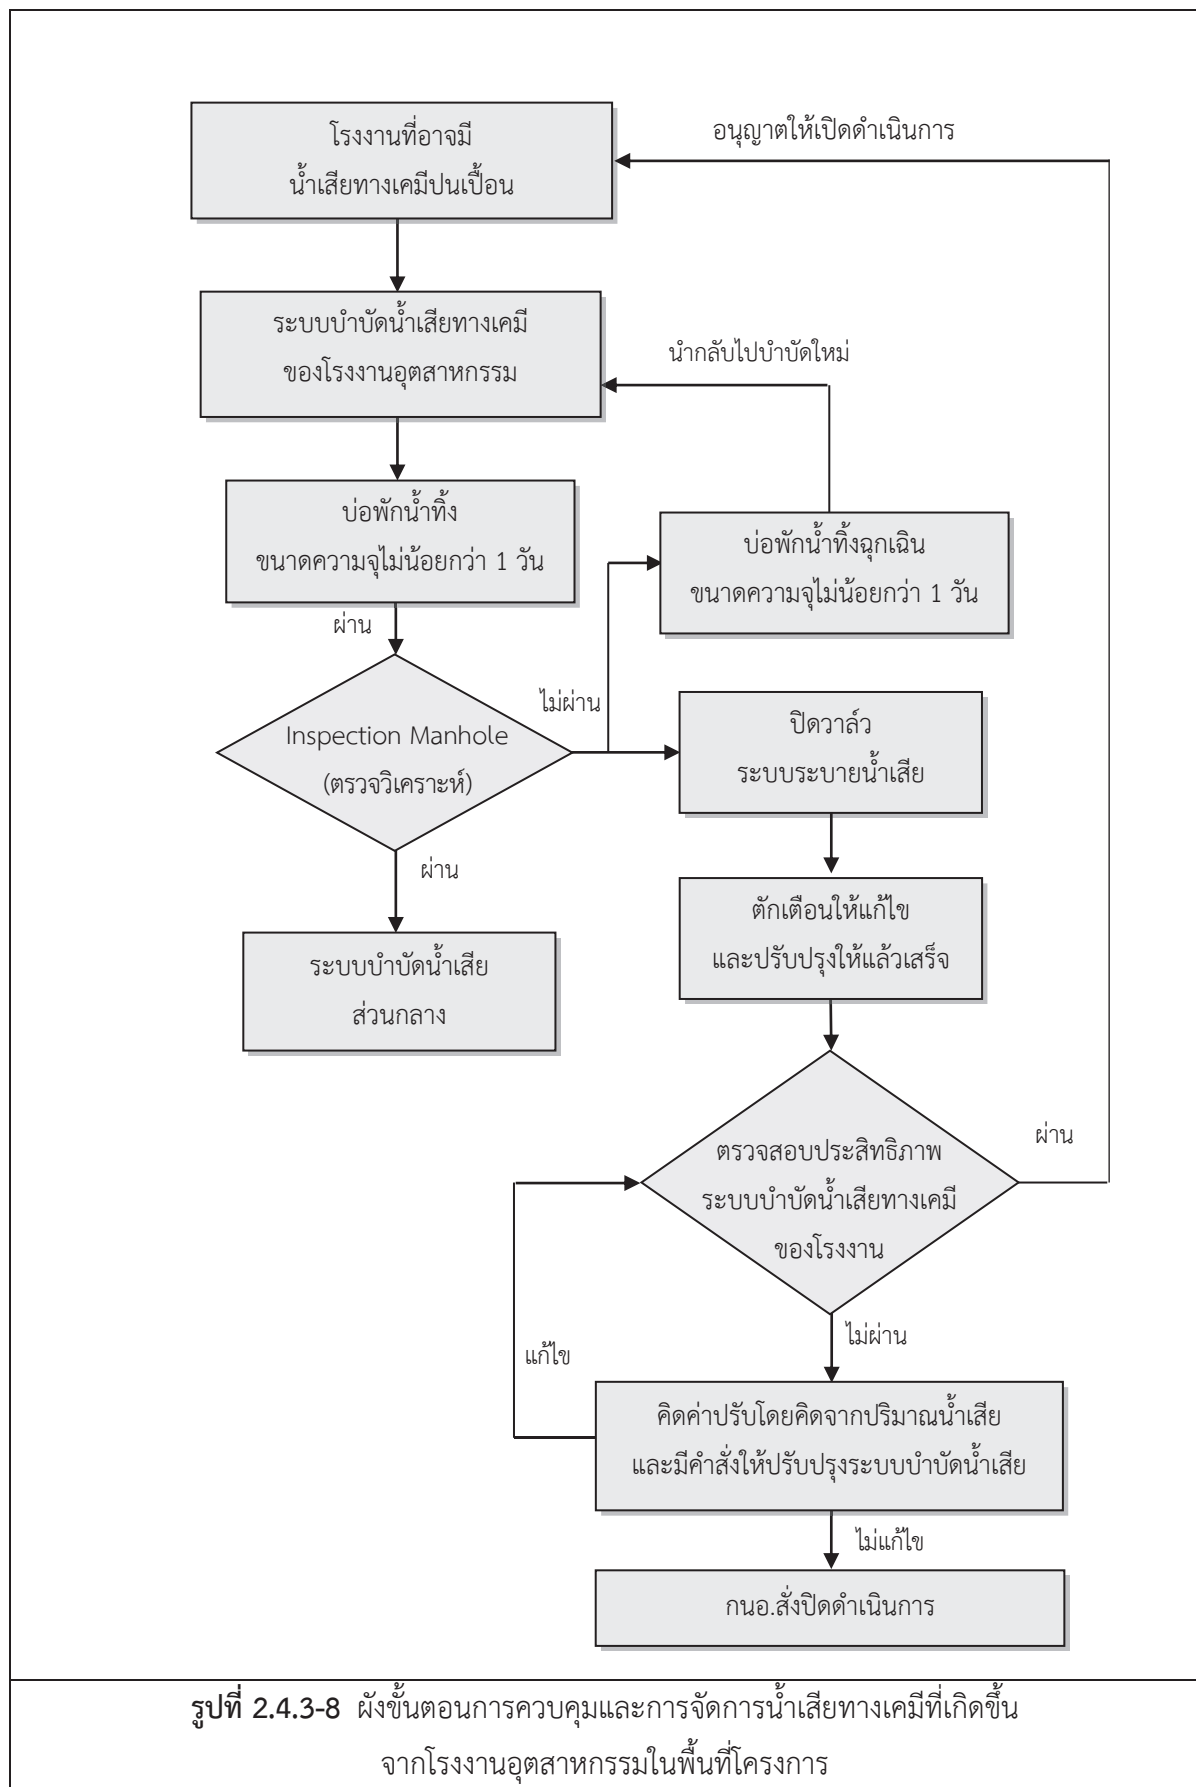 โรงงานที่อาจมี
น้ำเสียทางเคมีปนเปื้อน
อนุญาตให้เปิดดำเนินการ
ระบบบำบัดน้ำเสียทางเคมี
ของโรงงานอุตสาหกรรม
นำกลับไปบำบัดใหม่
บ่อพักน้ำทิ้ง
ขนาดความจุไม่น้อยกว่า 1 วัน
บ่อพักน้ำทิ้งฉุกเฉิน
ขนาดความจุไม่น้อยกว่า 1 วัน
ผ่าน
ไม่ผ่าน
Inspection Manhole
(ตรวจวิเคราะห์)
ปิดวาล์ว
ระบบระบายน้ำเสีย
ผ่าน
ระบบบำบัดน้ำเสีย
ส่วนกลาง
ตักเตือนให้แก้ไข
และปรับปรุงให้แล้วเสร็จ
ตรวจสอบประสิทธิภาพ
ระบบบำบัดน้ำเสียทางเคมี
ของโรงงาน
ผ่าน
ไม่ผ่าน
แก้ไข
คิดค่าปรับโดยคิดจากปริมาณน้ำเสีย
และมีคำสั่งให้ปรับปรุงระบบบำบัดน้ำเสีย
ไม่แก้ไข
กนอ.สั่งปิดดำเนินการ
รูปที่ 2.4.3-8 ผังขั้นตอนการควบคุมและการจัดการน้ำเสียทางเคมีที่เกิดขึ้น
จากโรงงานอุตสาหกรรมในพื้นที่โครงการ